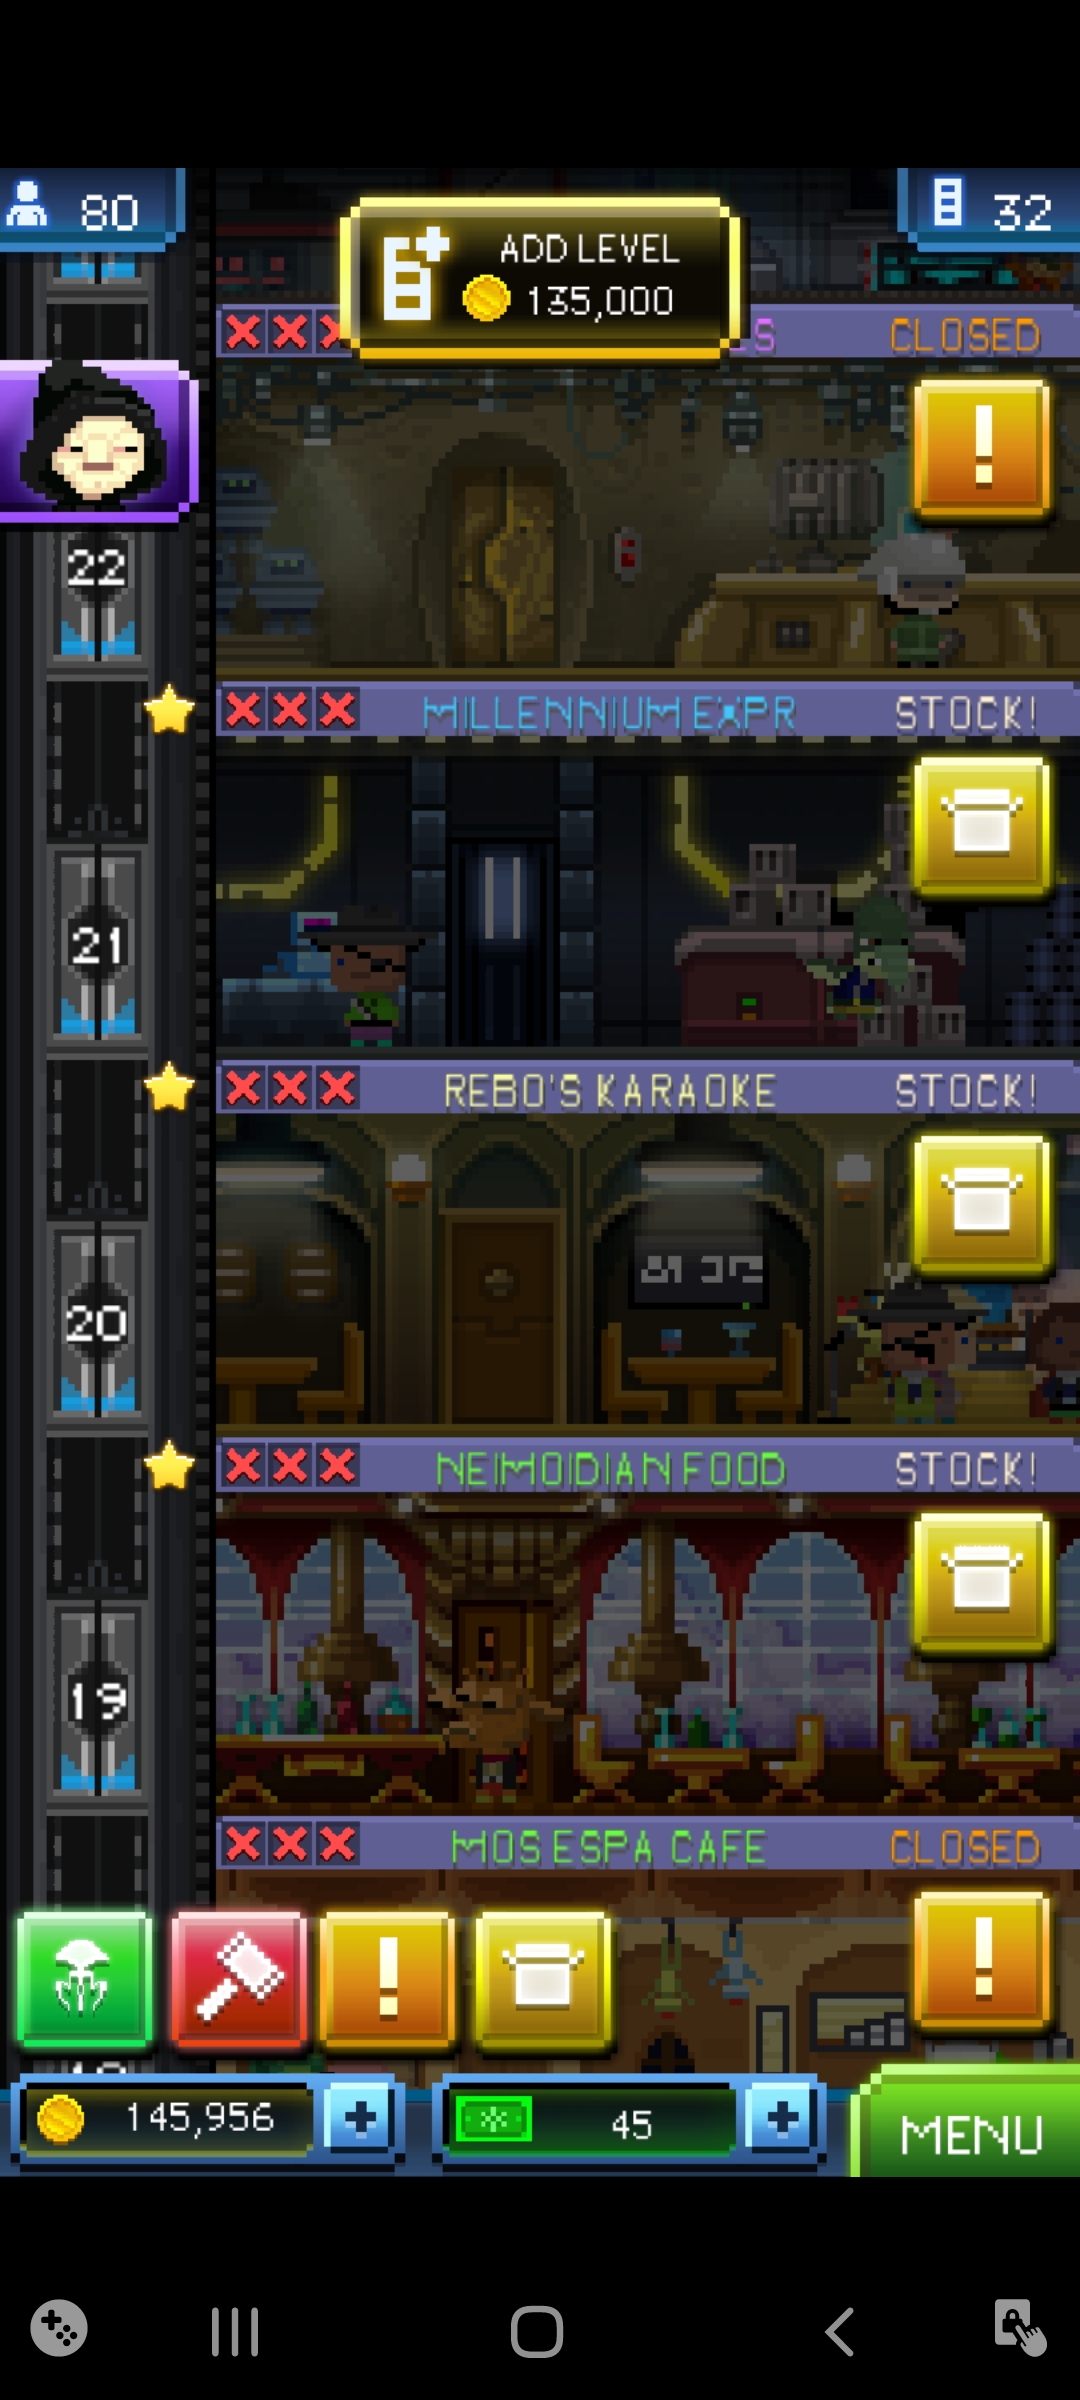 80
32
ADD LEVEL
135,000
CLOSED
22
MILLENNIUM EXPR
STOCK!
21
REBO'S KARAOKE
STOCK!
20
NEIMOIDIAN FOOD
STOCK!
19
MOS ESPA CAFE
CLOSED
145,956
45
MENU